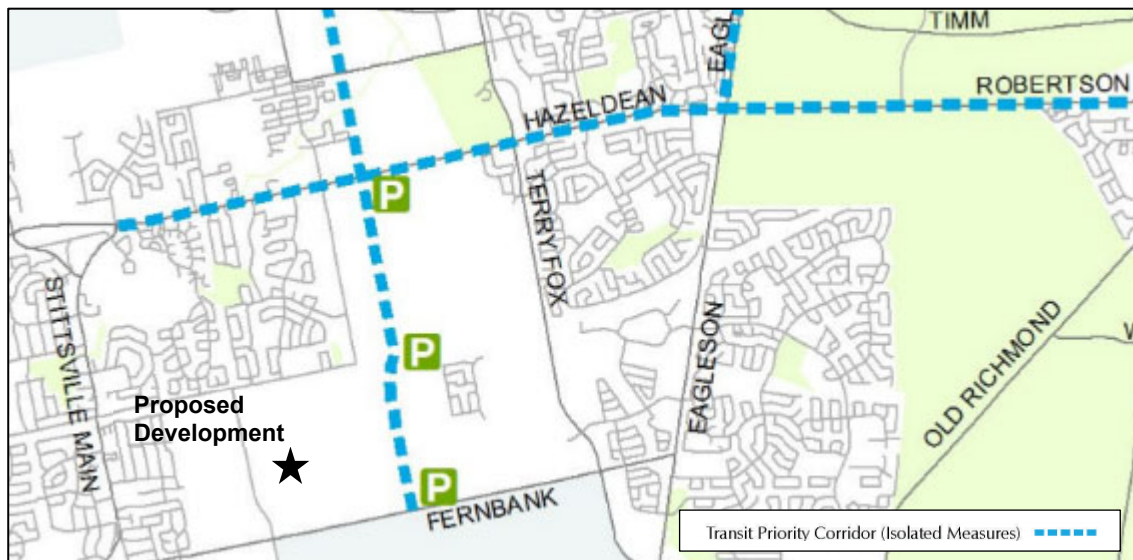 TIMM
EAGL
ROBERTSON
HAZELDEAN
P
TERRY FOX
STITTSVILLE MAIN
EAGLESON
OLD RICHMOND
W
P
Proposed
Development
P
FERNBANK
Transit Priority Corridor (Isolated Measures)